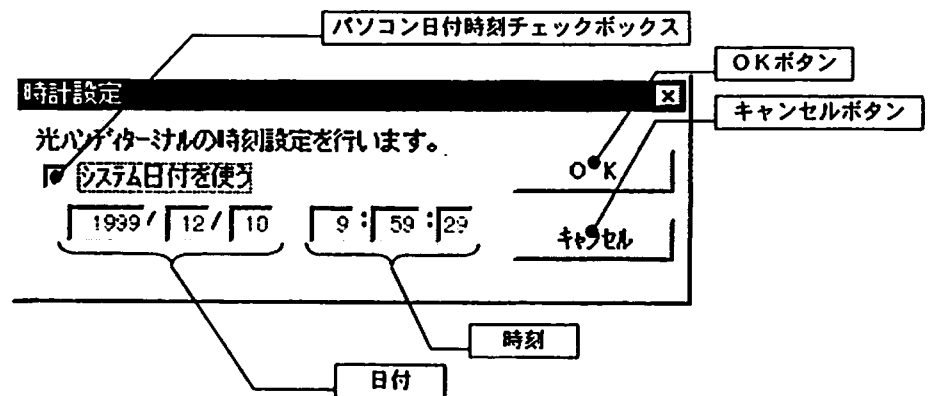 パソコン日付時刻チェックボックス
OKボタン
時計設定
キャンセルボタン
光ハンディターミナルの時刻設定を行います。
システム日付を使う
OK
1999/12/10 9:59:29
キャンセル
時刻
日付